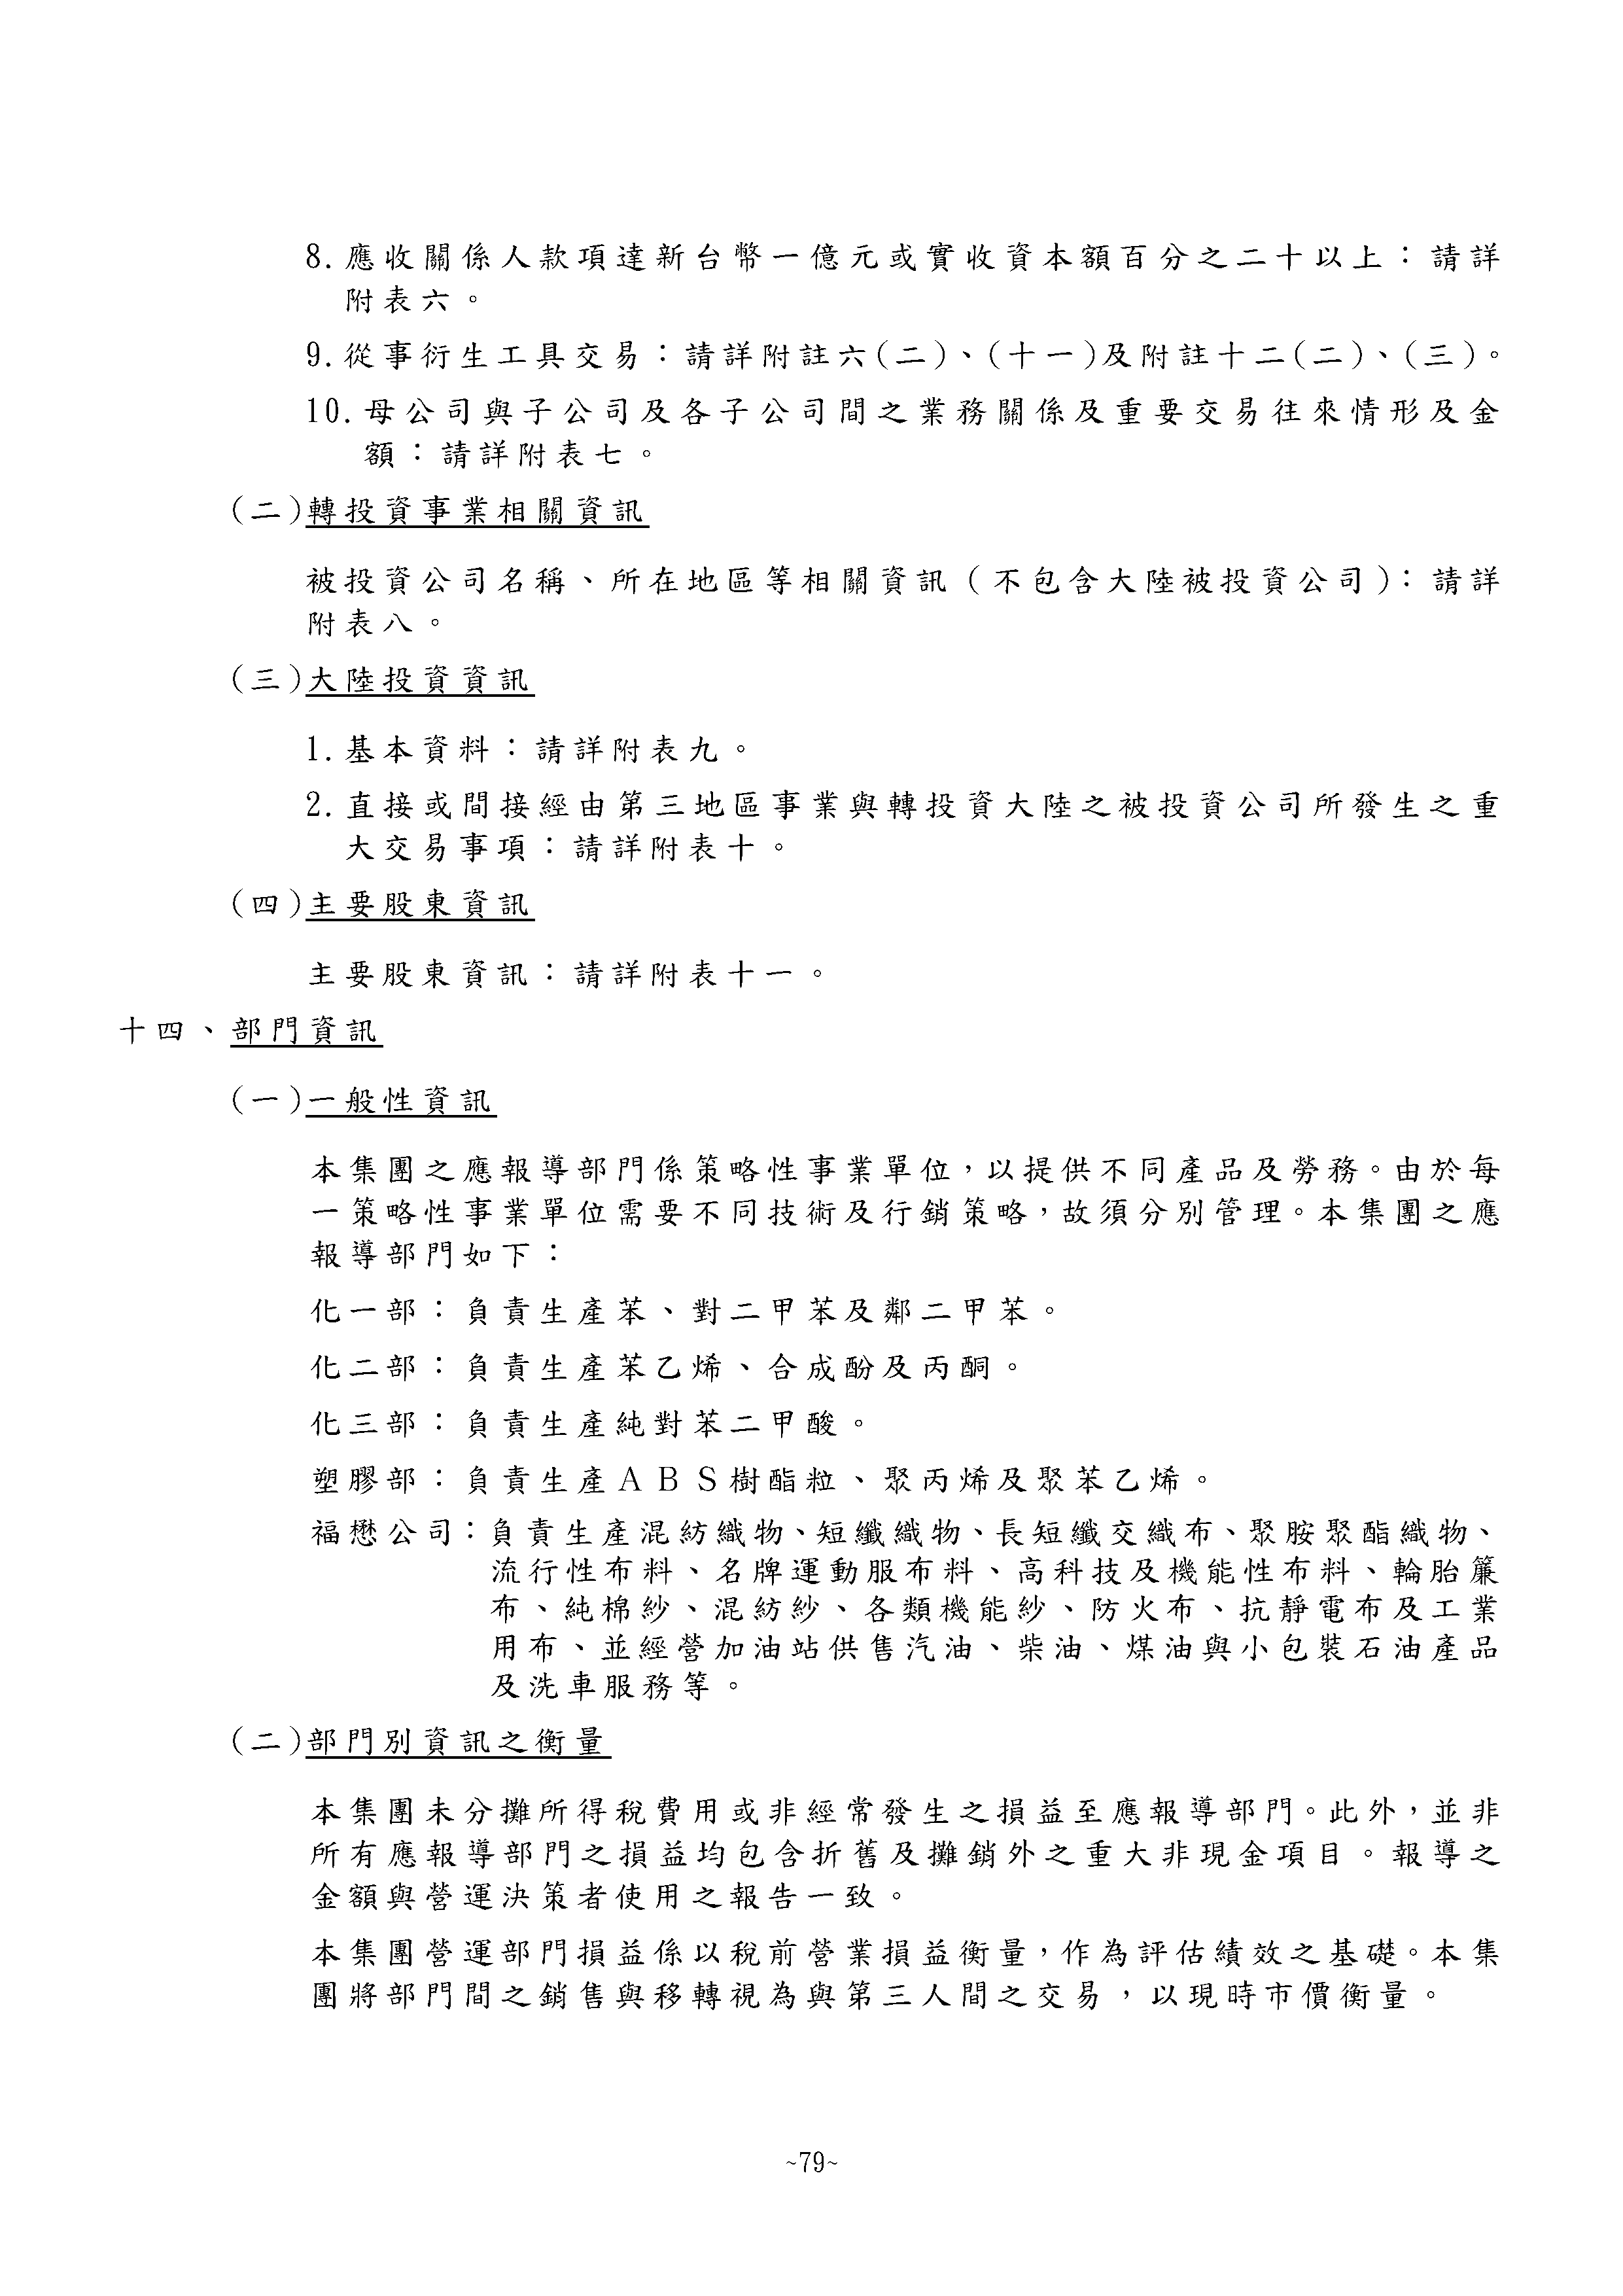 8. 應收關係人款項達新台幣一億元或實收資本額百分之二十以上：請詳
附表六。
9. 從事衍生工具交易：請詳附註六(二)、(十一)及附註十二(二)、(三)。
10. 母公司與子公司及各子公司間之業務關係及重要交易往來情形及金
額：請詳附表七。
(二)轉投資事業相關資訊
被投資公司名稱、所在地區等相關資訊(不包含大陸被投資公司)：請詳
附表八。
(三)大陸投資資訊
1. 基本資料：請詳附表九。
2. 直接或間接經由第三地區事業與轉投資大陸之被投資公司所發生之重
大交易事項：請詳附表十。
(四)主要股東資訊
主要股東資訊：請詳附表十一。
十四、部門資訊
(一)一般性資訊
本集團之應報導部門係策略性事業單位，以提供不同產品及勞務。由於每
一策略性事業單位需要不同技術及行銷策略，故須分別管理。本集團之應
報導部門如下：
化一部：負責生產苯、對二甲苯及鄰二甲苯。
化二部：負責生產苯乙烯、合成酚及丙酮。
化三部：負責生產純對苯二甲酸。
塑膠部：負責生產ＡＢＳ樹酯粒、聚丙烯及聚苯乙烯。
福懋公司：負責生產混紡織物、短纖織物、長短纖交織布、聚胺聚酯織物、
流行性布料、名牌運動服布料、高科技及機能性布料、輪胎簾
布、純棉紗、混紡紗、各類機能紗、防火布、抗靜電布及工業
用布、並經營加油站供售汽油、柴油、煤油與小包裝石油產品
及洗車服務等。
(二)部門別資訊之衡量
本集團未分攤所得稅費用或非經常發生之損益至應報導部門。此外，並非
所有應報導部門之損益均包含折舊及攤銷外之重大非現金項目。報導之
金額與營運決策者使用之報告一致。
本集團營運部門損益係以稅前營業損益衡量，作為評估績效之基礎。本集
團將部門間之銷售與移轉視為與第三人間之交易，以現時市價衡量。
~79~